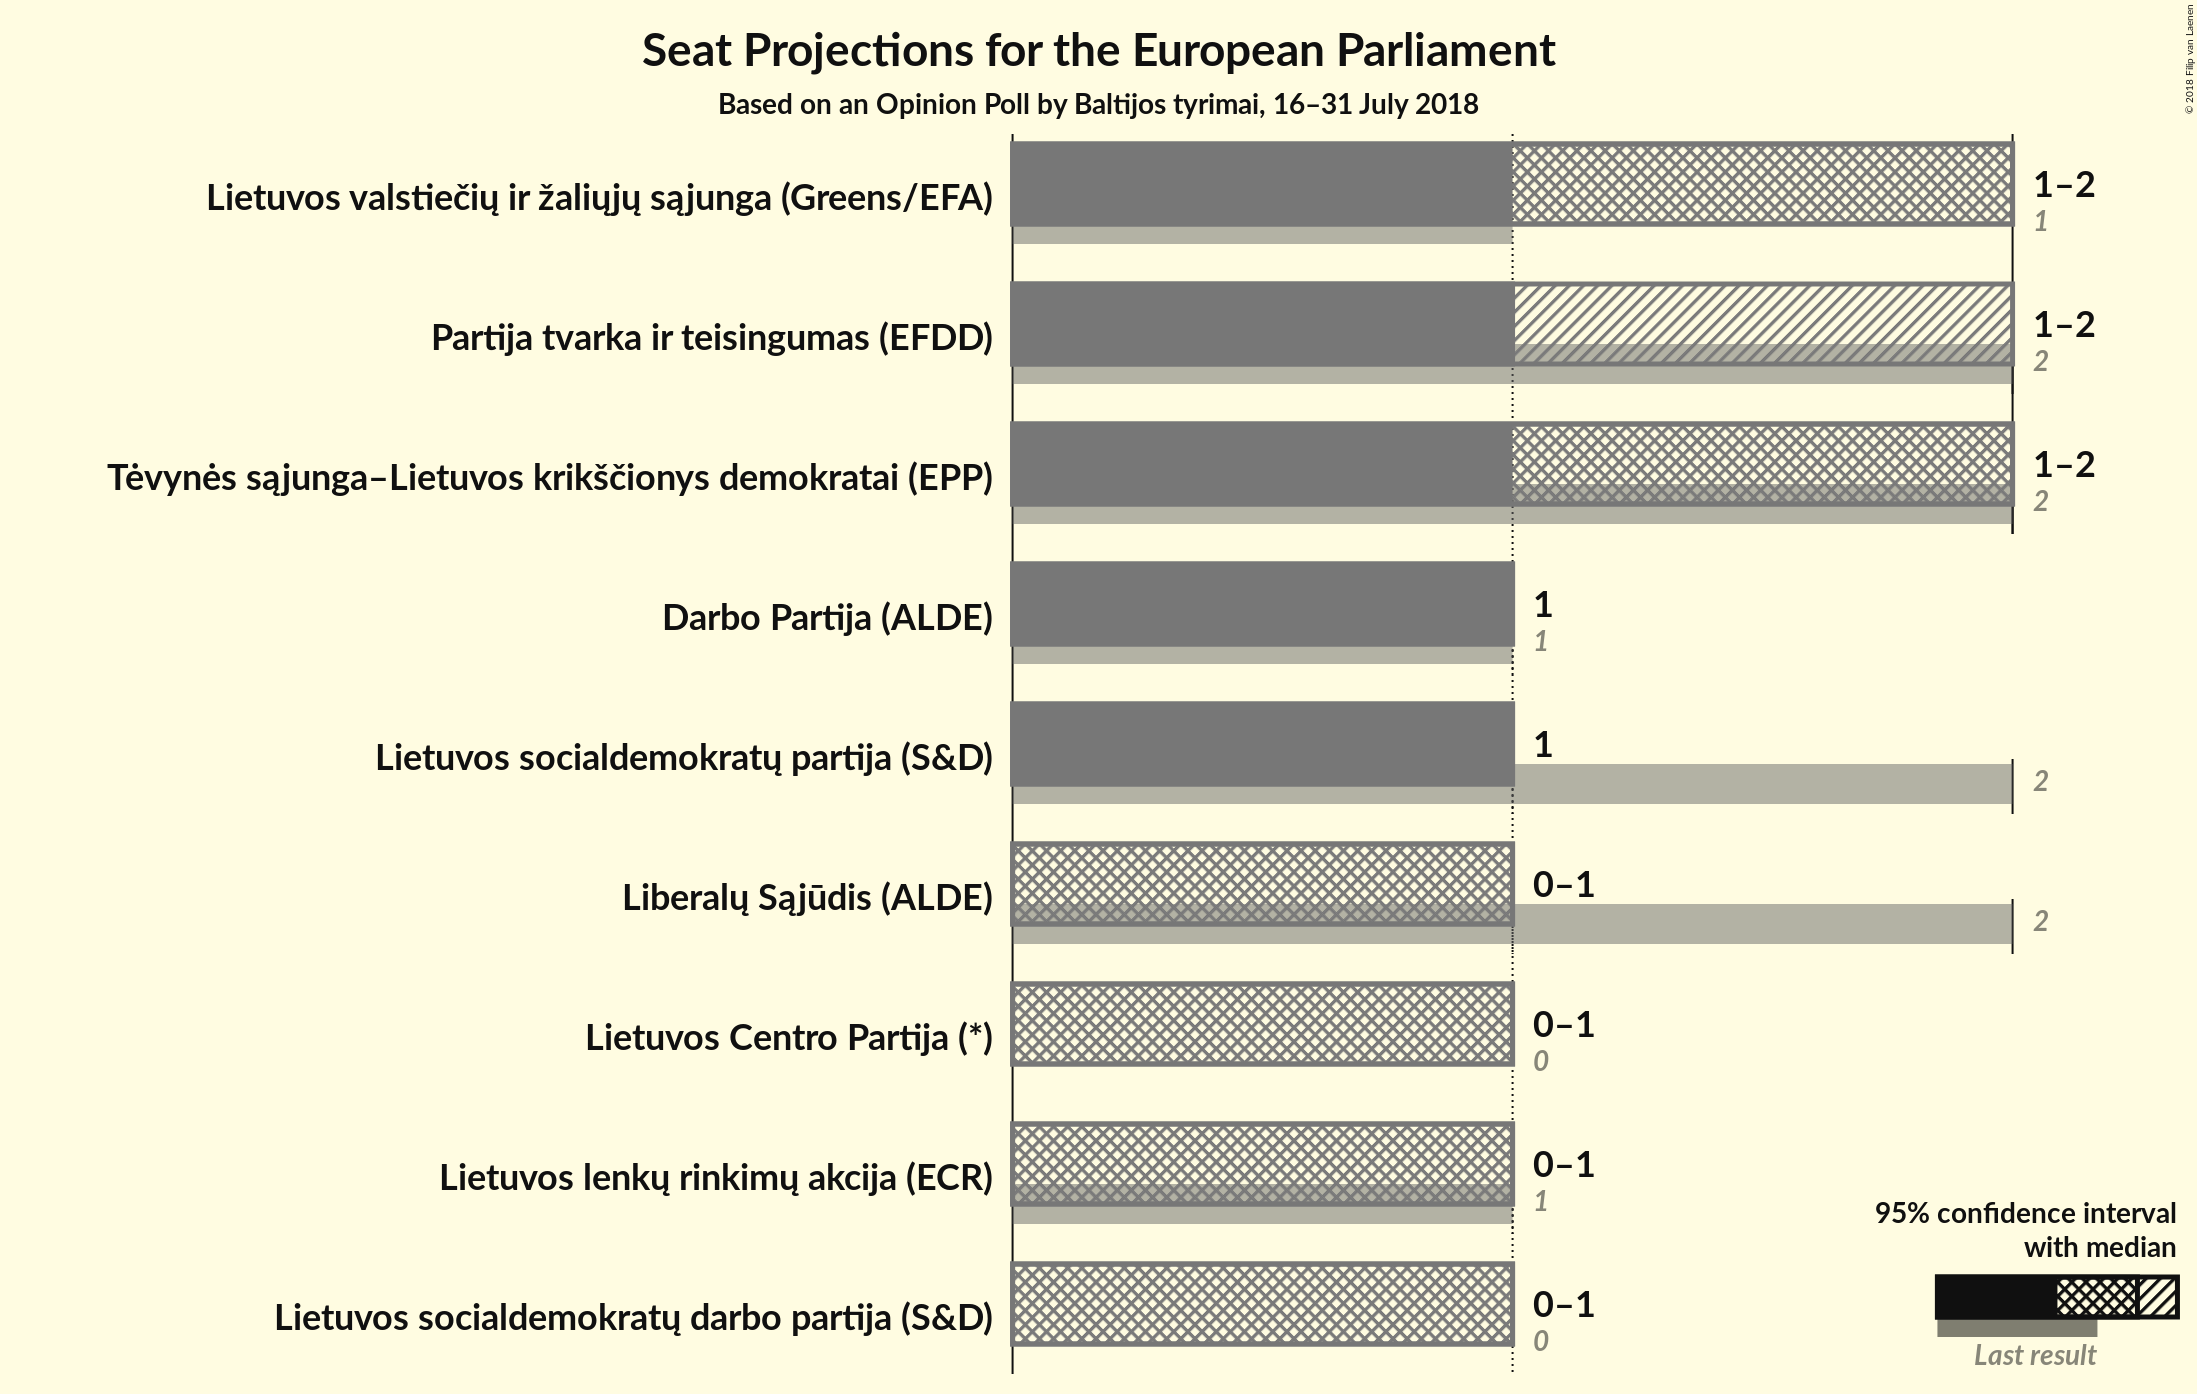 Seat Projections for the European Parliament
Based on an Opinion Poll by Baltijos tyrimai, 16–31 July 2018
© 2018 Filip van Laenen
Lietuvos valstiečių ir žaliųjų sąjunga (Greens/EFA)
1–2
1
Partija tvarka ir teisingumas (EFDD)
1–2
2
Tėvynės sąjunga–Lietuvos krikščionys demokratai (EPP)
1–2
2
Darbo Partija (ALDE)
1
1
Lietuvos socialdemokratų partija (S&D)
1
2
Liberalų Sąjūdis (ALDE)
0–1
2
Lietuvos Centro Partija (*)
0–1
0
Lietuvos lenkų rinkimų akcija (ECR)
0–1
1
Lietuvos socialdemokratų darbo partija (S&D)
0–1
0
95% confidence interval
with median
Last result